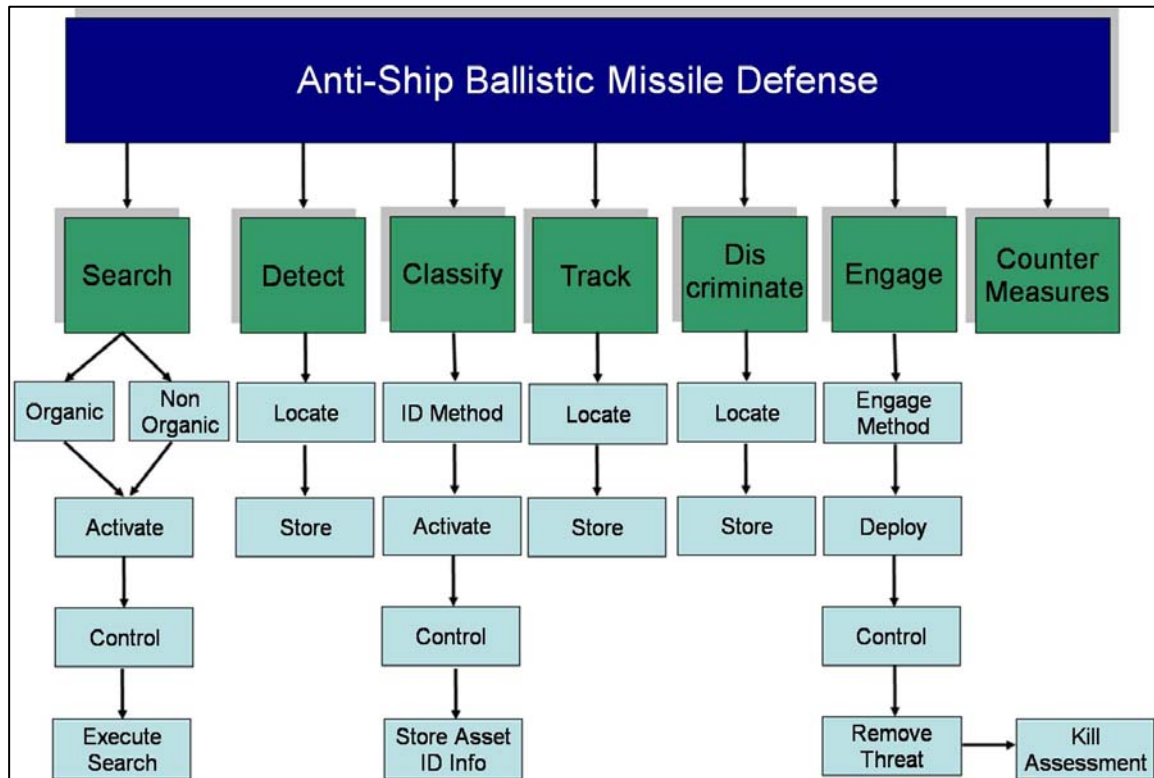 Anti-Ship Ballistic Missile Defense
Search
Detect
Classify
Track
Dis
criminate
Engage
Counter
Measures
Organic
Non
Organic
Locate
ID Method
Locate
Locate
Engage
Method
Activate
Store
Activate
Store
Store
Deploy
Control
Control
Control
Execute
Search
Store Asset
ID Info
Remove
Threat
Kill
Assessment